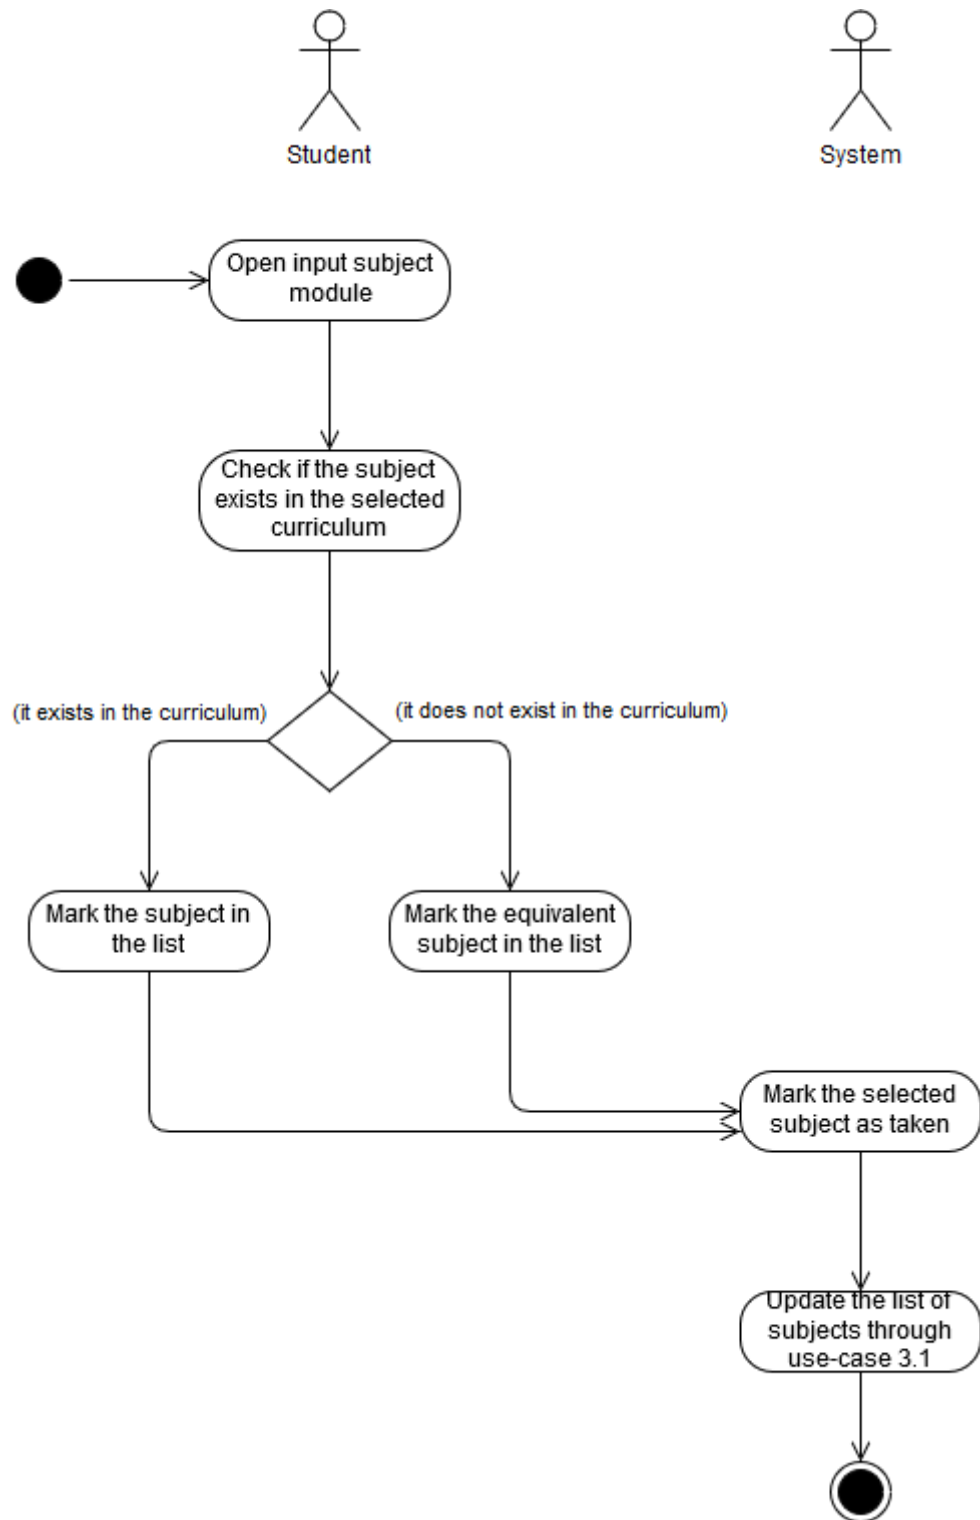 Student
System
Open input subject
module
Check if the subject
exists in the selected
curriculum
(it exists in the curriculum)
(it does not exist in the curriculum)
Mark the subject in
the list
Mark the equivalent
subject in the list
Mark the selected
subject as taken
Update the list of
subjects through
use-case 3.1